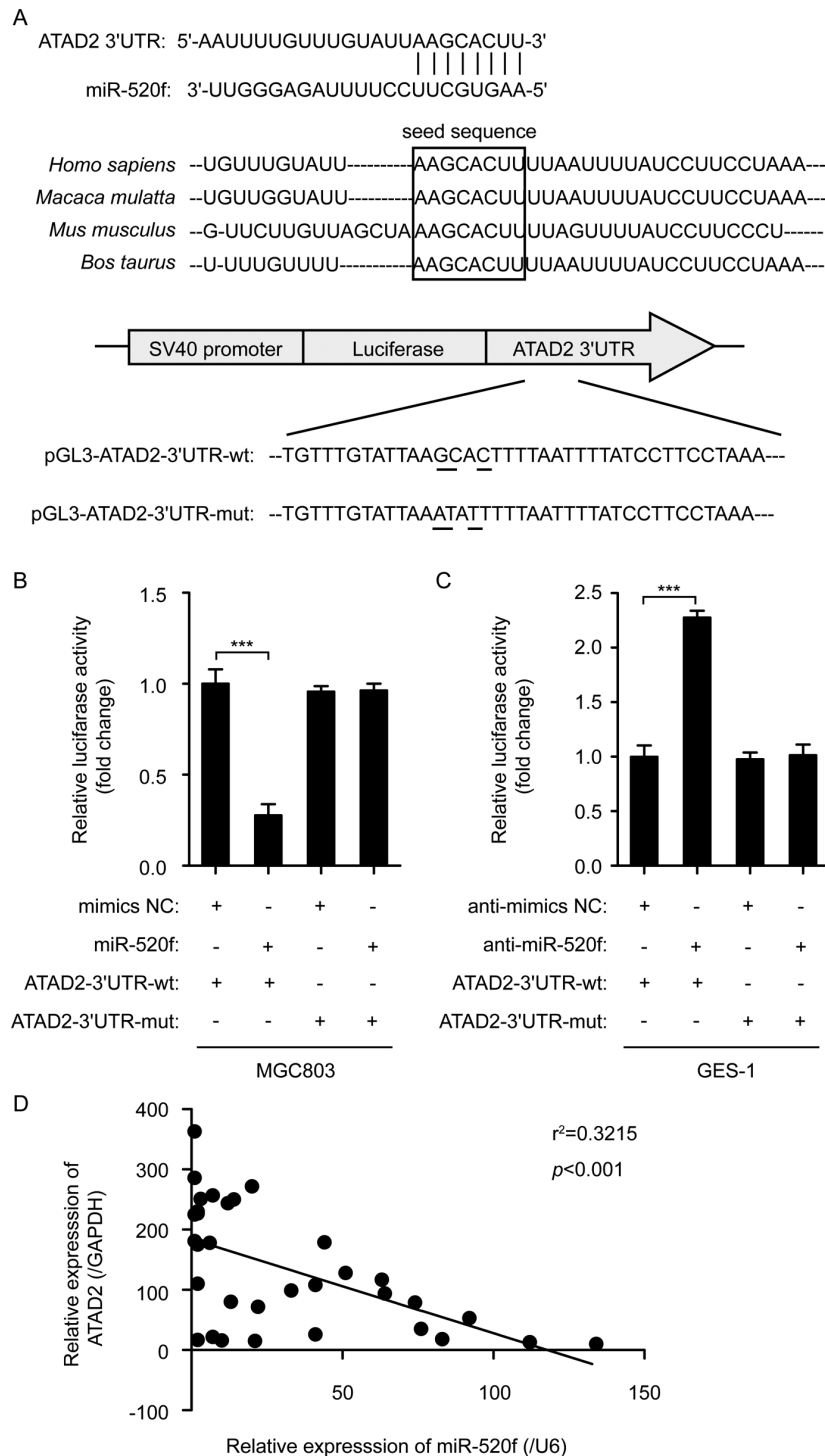 A
ATAD2 3'UTR: 5'-AAUUUUGUUUGUAUUAAGCACUU-3'
miR-520f: 3'-UUGGGAGAUUUUCCUUCGUGAA-5'
seed sequence
Homo sapiens --UGUUUGUAUU----------AAGCACUUUUAAUUUUAUCCUUCCUAAA---
Macaca mulatta --UGUUGGUAUU----------AAGCACUUUUAAUUUUAUCCUUCCUAAA---
Mus musculus --G-UUCUUGUUAGCUAAAGCACUUUUAGUUUUAUCCUUCCCU------
Bos taurus --U-UUUGUUUU-----------AAGCACUUUUAAUUUUAUCCUUCCUAAA---
SV40 promoter Luciferase ATAD2 3'UTR
pGL3-ATAD2-3'UTR-wt: --TGTTTGTATTAAGCACTTTTAATTTTATCCTTCCTAAA---
pGL3-ATAD2-3'UTR-mut: --TGTTTGTATTAAATATTTTTAATTTTATCCTTCCTAAA---
B
Relative lucifarase activity
(fold change)
1.5
1.0
0.5
0.0
***
mimics NC: + - + -
miR-520f: - + - +
ATAD2-3'UTR-wt: + + - -
ATAD2-3'UTR-mut: - - + +
MGC803
C
Relative lucifarase activity
(fold change)
2.5
2.0
1.5
1.0
0.5
0.0
***
anti-mimics NC: + - + -
anti-miR-520f: - + - +
ATAD2-3'UTR-wt: + + - -
ATAD2-3'UTR-mut: - - + +
GES-1
D
Relative expresssion of
ATAD2 (/GAPDH)
400
300
200
100
0
-100
r²=0.3215
p<0.001
50 100 150
Relative expresssion of miR-520f (/U6)